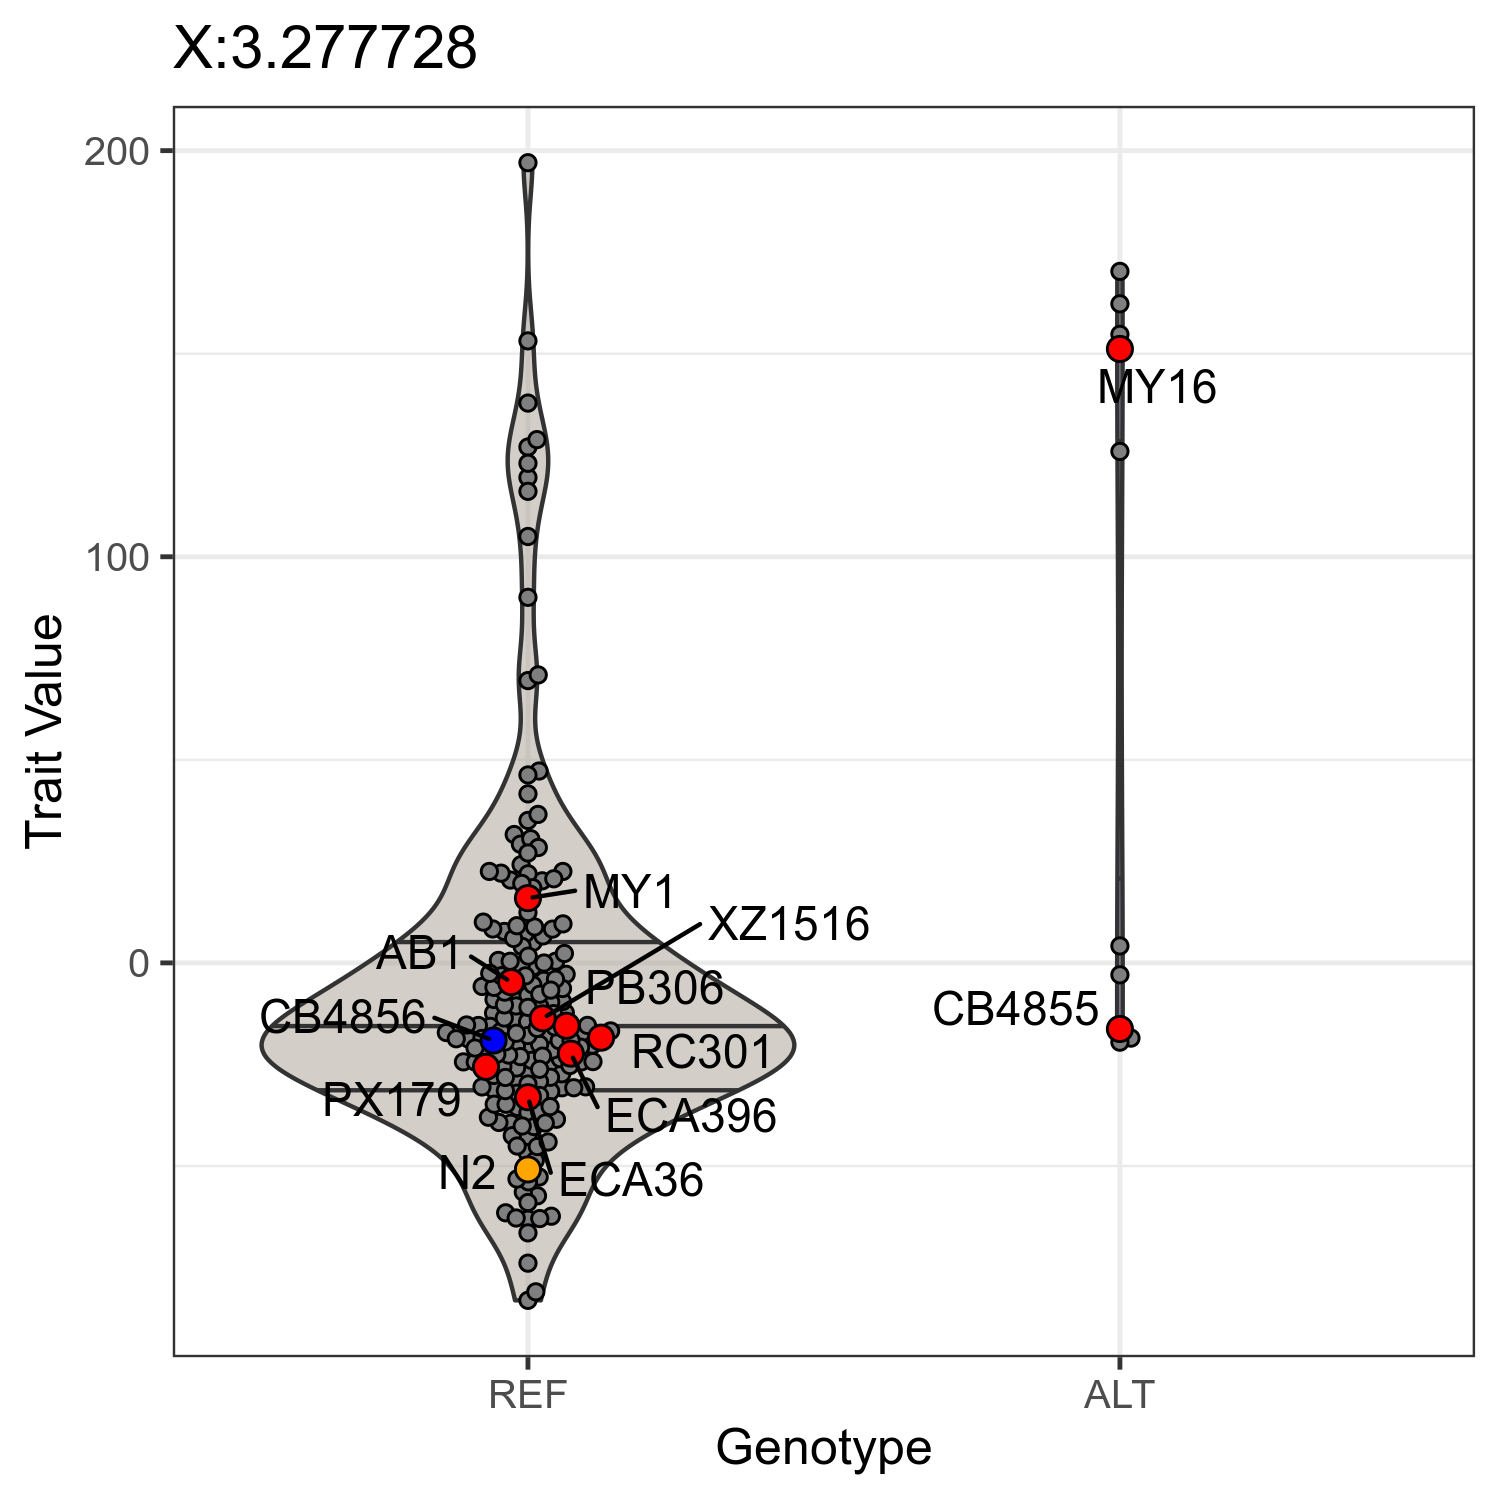 X:3.277728
200
100
0
Trait Value
MY16
MY1
XZ1516
AB1
PB306
CB4856
CB4855
RC301
PX179
ECA396
N2
ECA36
REF
ALT
Genotype